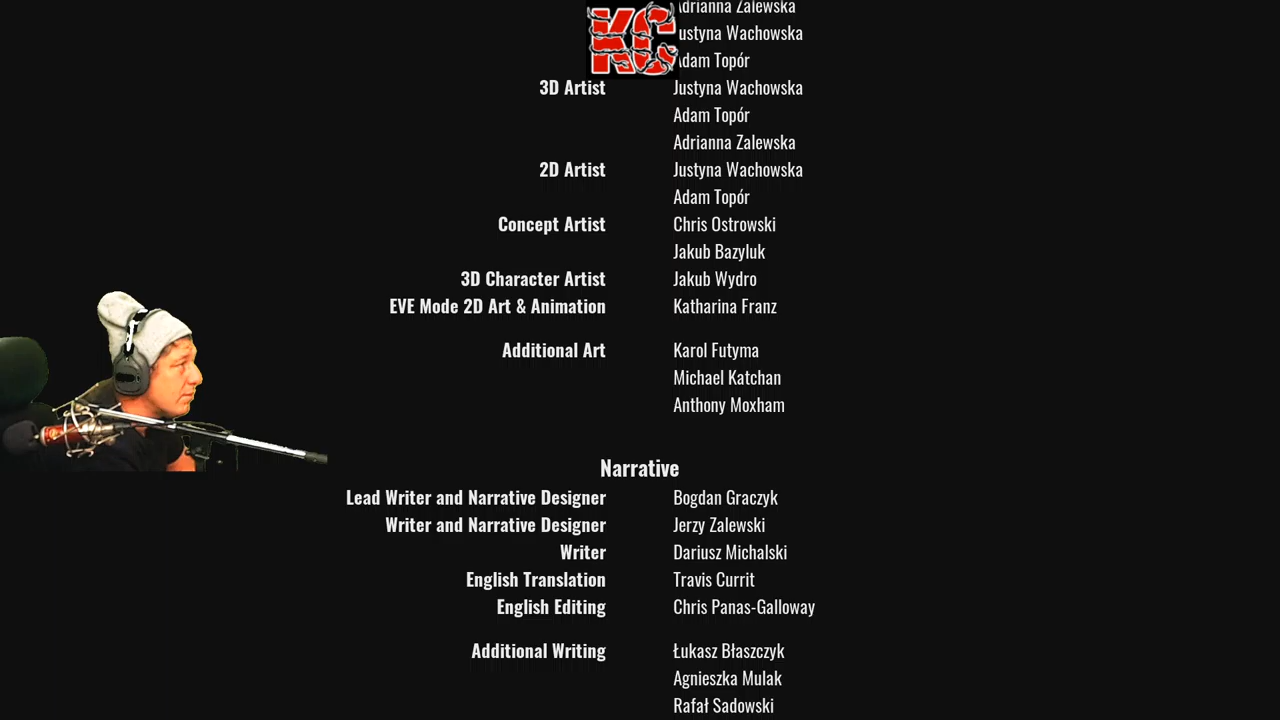 Adrianna Zalewska
KC
Justyna Wachowska
Adam Topór
3D Artist Justyna Wachowska
Adam Topór
Adrianna Zalewska
2D Artist Justyna Wachowska
Adam Topór
Concept Artist Chris Ostrowski
Jakub Bazyluk
3D Character Artist Jakub Wydro
EVE Mode 2D Art & Animation Katharina Franz
Additional Art Karol Futyma
Michael Katchan
Anthony Moxham
Narrative
Lead Writer and Narrative Designer Bogdan Graczyk
Writer and Narrative Designer Jerzy Zalewski
Writer Dariusz Michalski
English Translation Travis Currit
English Editing Chris Panas-Galloway
Additional Writing Łukasz Błaszczyk
Agnieszka Mulak
Rafał Sadowski